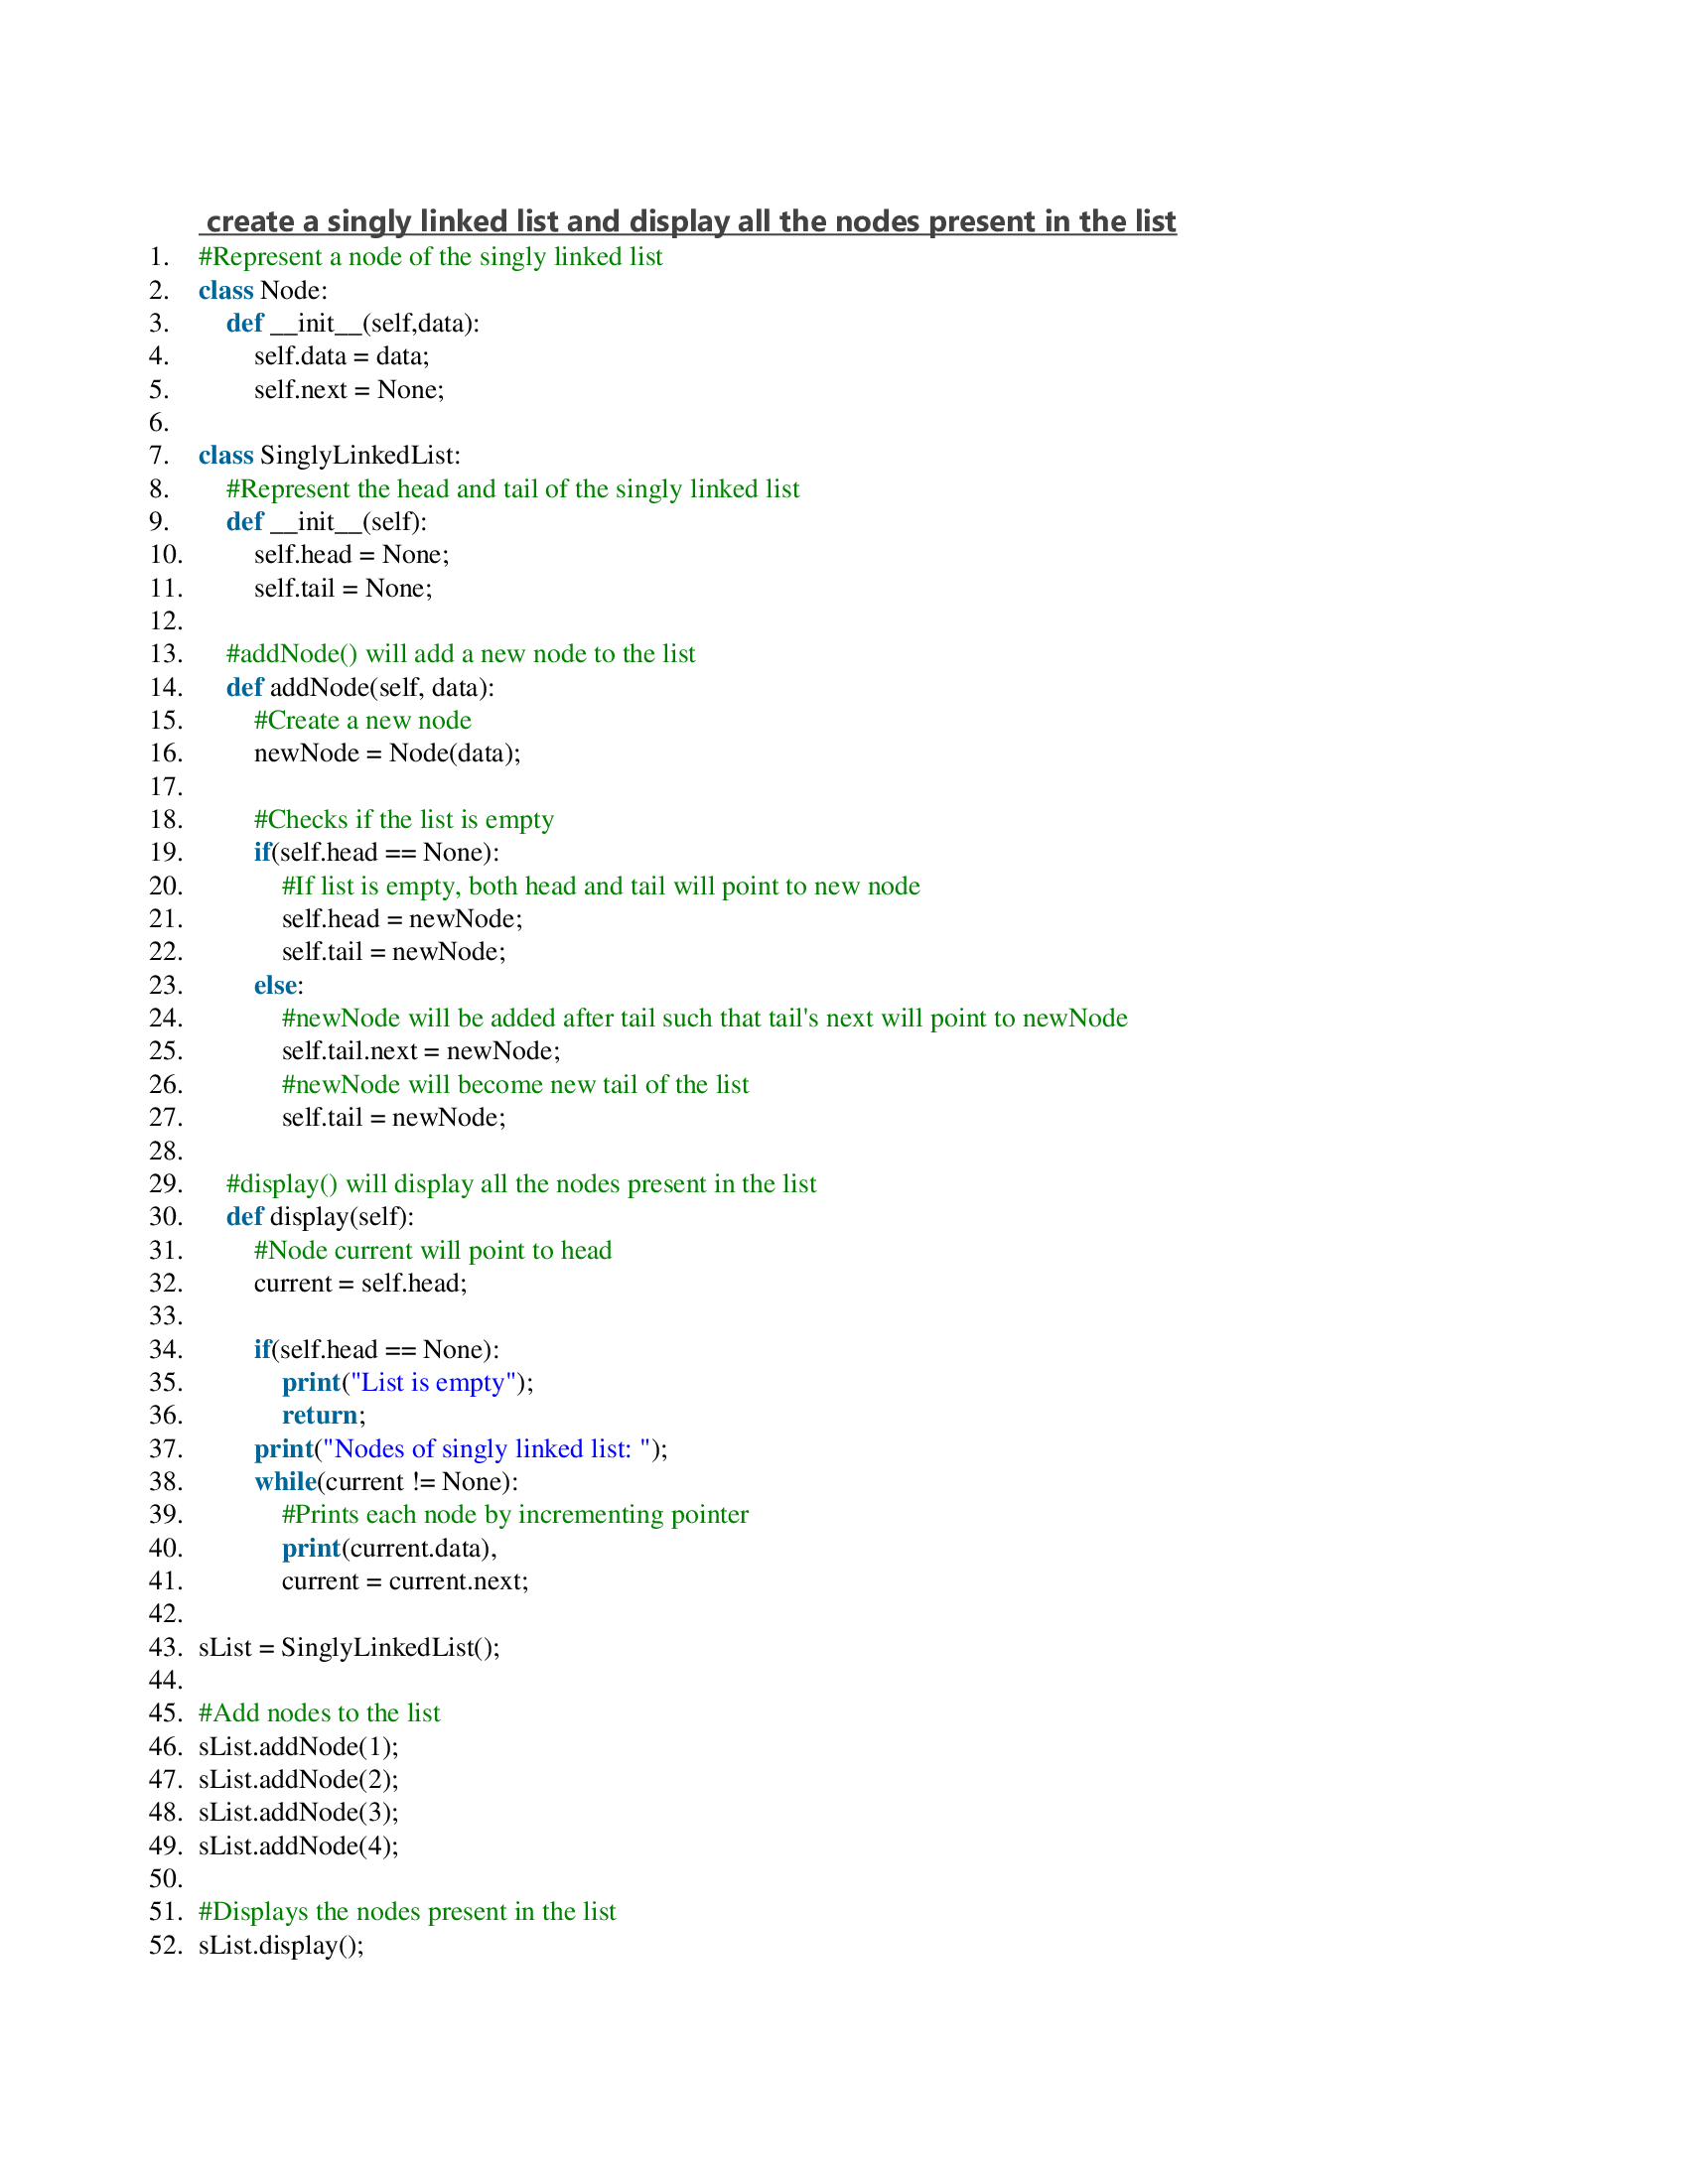 create a singly linked list and display all the nodes present in the list
1. #Represent a node of the singly linked list
2. class Node:
3.     def __init__(self,data):
4.         self.data = data;
5.         self.next = None;
6.
7. class SinglyLinkedList:
8.     #Represent the head and tail of the singly linked list
9.     def __init__(self):
10.         self.head = None;
11.         self.tail = None;
12.
13.     #addNode() will add a new node to the list
14.     def addNode(self, data):
15.         #Create a new node
16.         newNode = Node(data);
17.
18.         #Checks if the list is empty
19.         if(self.head == None):
20.             #If list is empty, both head and tail will point to new node
21.             self.head = newNode;
22.             self.tail = newNode;
23.         else:
24.             #newNode will be added after tail such that tail's next will point to newNode
25.             self.tail.next = newNode;
26.             #newNode will become new tail of the list
27.             self.tail = newNode;
28.
29.     #display() will display all the nodes present in the list
30.     def display(self):
31.         #Node current will point to head
32.         current = self.head;
33.
34.         if(self.head == None):
35.             print("List is empty");
36.             return;
37.         print("Nodes of singly linked list: ");
38.         while(current != None):
39.             #Prints each node by incrementing pointer
40.             print(current.data),
41.             current = current.next;
42.
43. sList = SinglyLinkedList();
44.
45. #Add nodes to the list
46. sList.addNode(1);
47. sList.addNode(2);
48. sList.addNode(3);
49. sList.addNode(4);
50.
51. #Displays the nodes present in the list
52. sList.display();